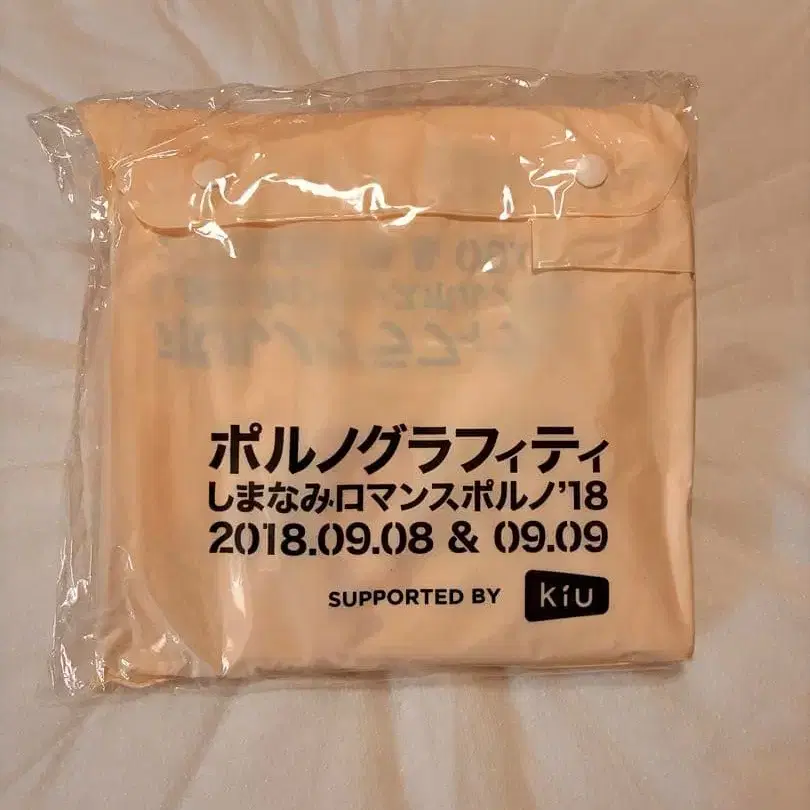 ポルノグラフィティ
しまなみロマンスポルノ'18
2018.09.08 & 09.09
SUPPORTED BY kiu